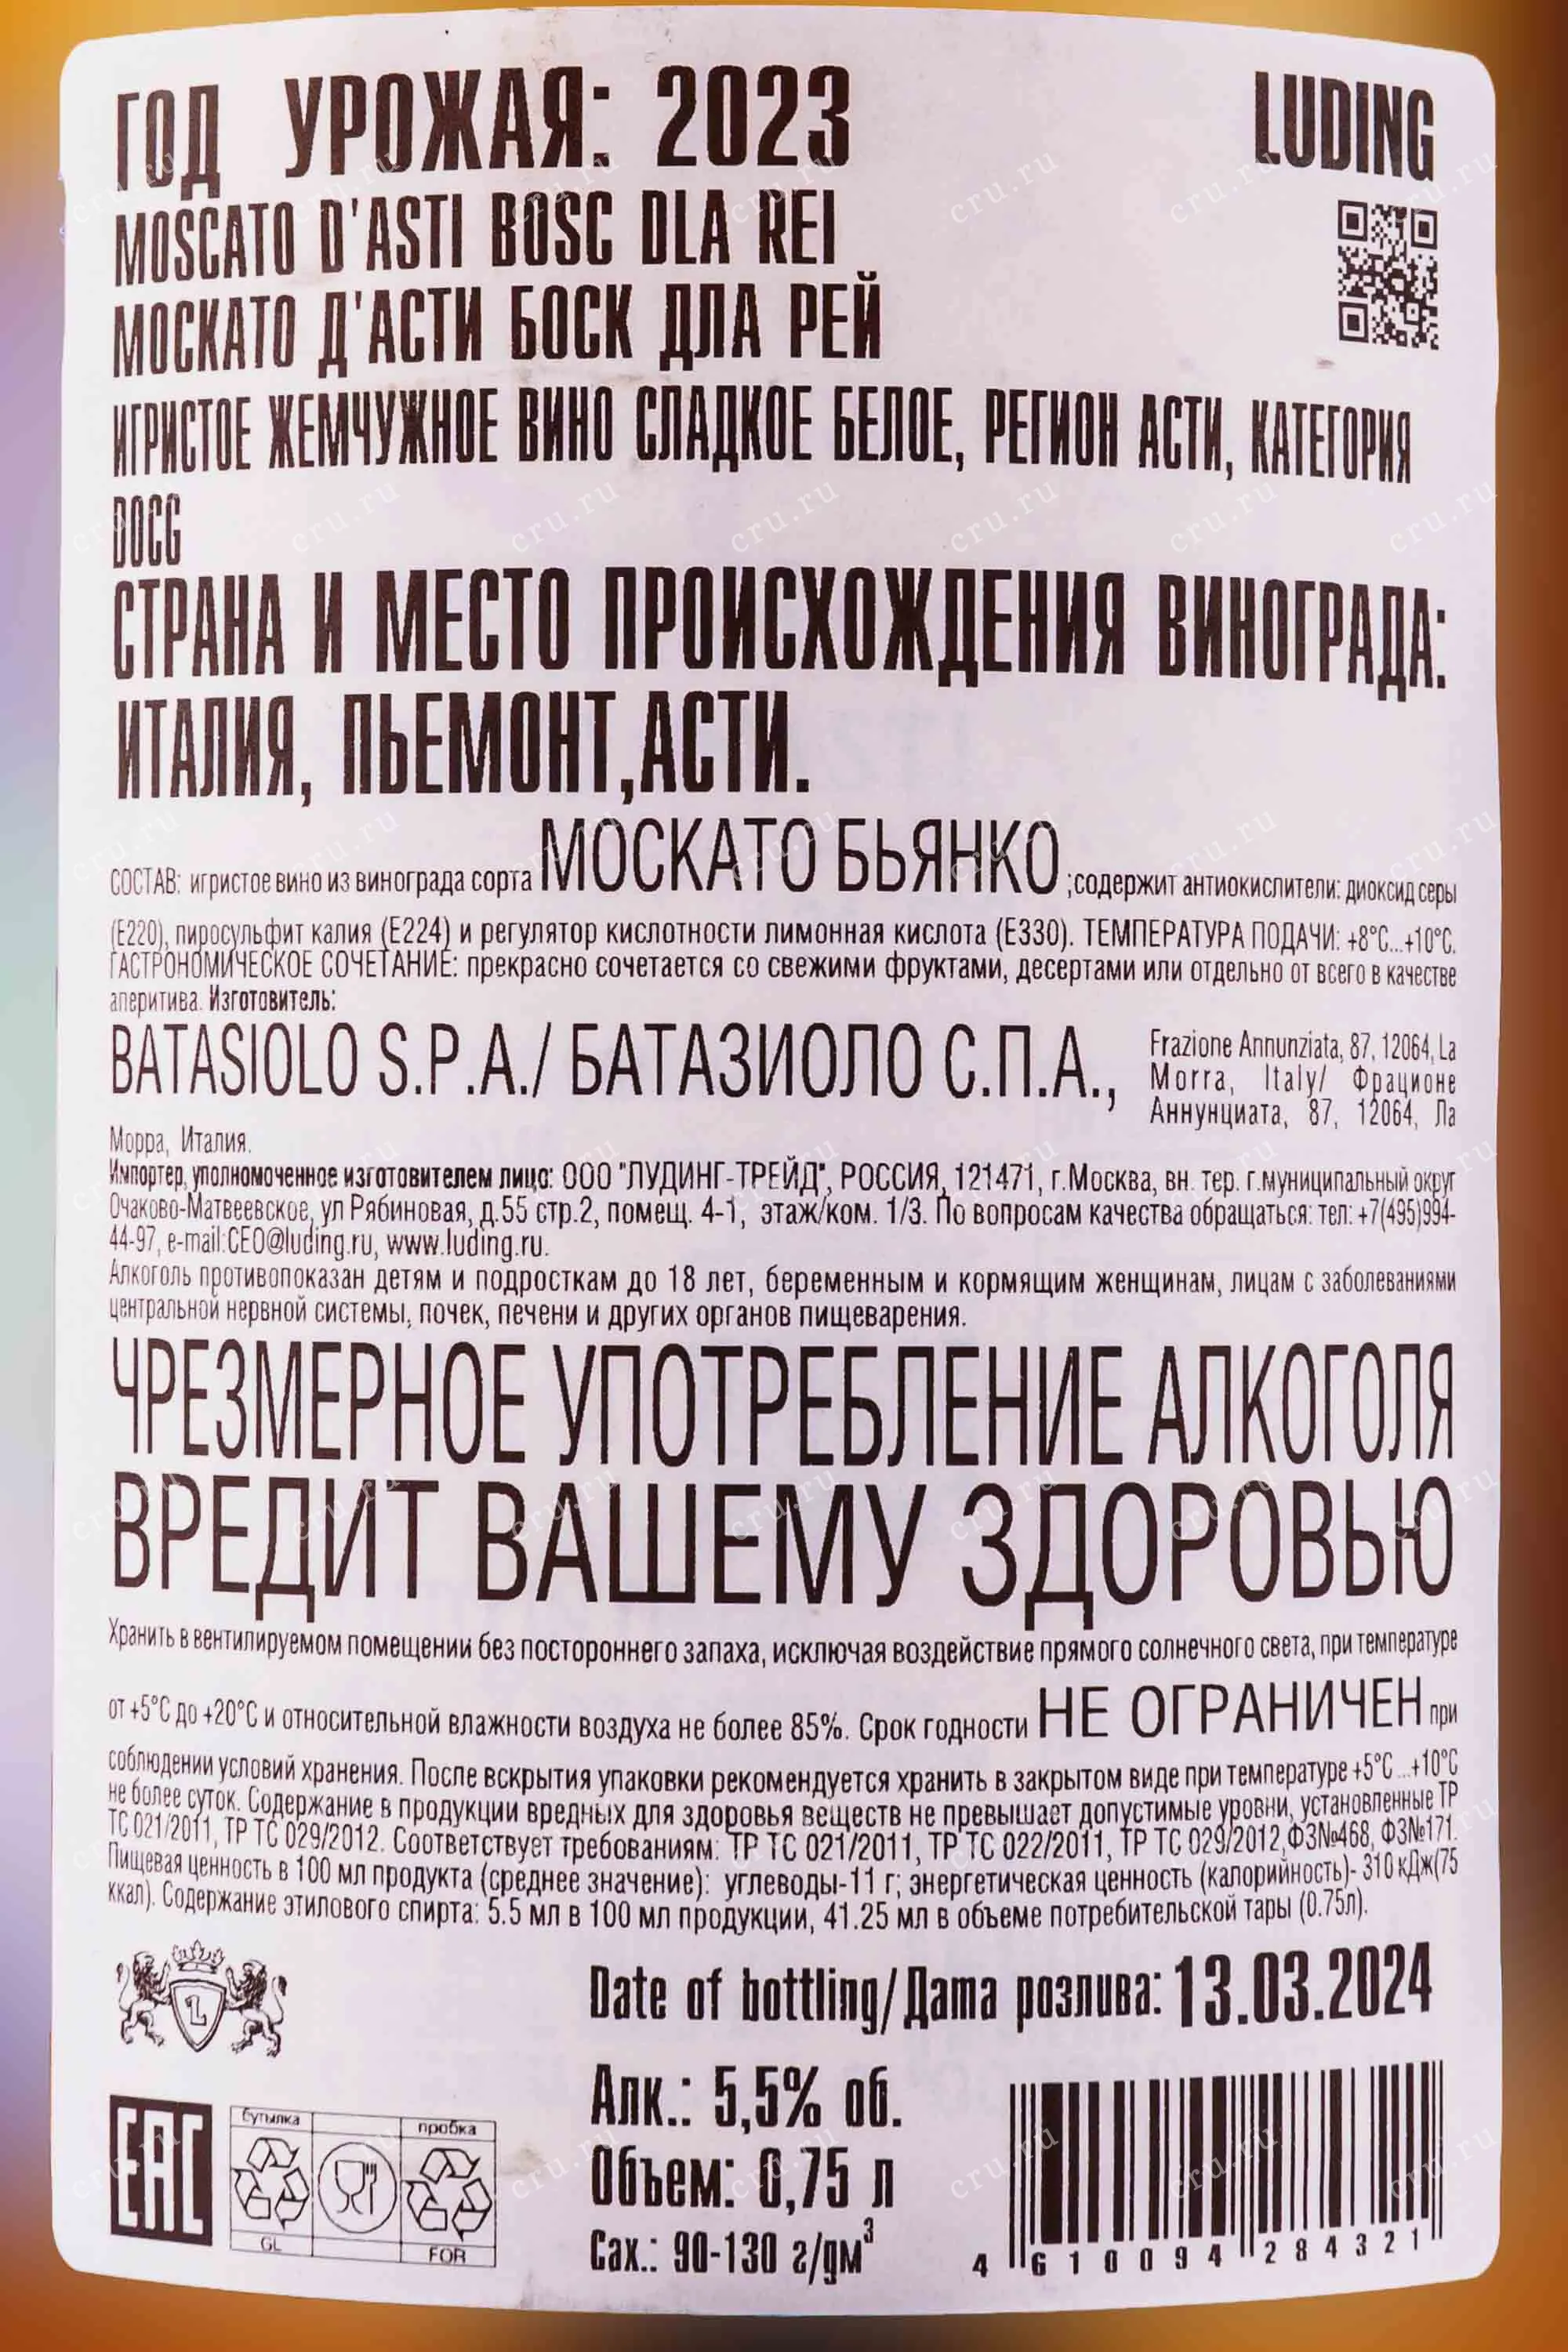 ГОД УРОЖАЯ: 2023
LUDING
MOSCATO D'ASTI BOSC DLA REI
МОСКАТО Д'АСТИ БОСК ДЛА РЕЙ
ИГРИСТОЕ ЖЕМЧУЖНОЕ ВИНО СЛАДКОЕ БЕЛОЕ, РЕГИОН АСТИ, КАТЕГОРИЯ
DOCG
СТРАНА И МЕСТО ПРОИСХОЖДЕНИЯ ВИНОГРАДА:
ИТАЛИЯ, ПЬЕМОНТ,АСТИ.
СОСТАВ: игристое вино из винограда сорта МОСКАТО БЬЯНКО ;содержит антиокислители: диоксид серы
(Е220), пиросульфит калия (Е224) и регулятор кислотности лимонная кислота (Е330). ТЕМПЕРАТУРА ПОДАЧИ: +8°С...+10°С.
ГАСТРОНОМИЧЕСКОЕ СОЧЕТАНИЕ: прекрасно сочетается со свежими фруктами, десертами или отдельно от всего в качестве
аперитива. Изготовитель:
BATASIOLO S.P.A./ БАТАЗИОЛО С.П.А.,
Frazione Annunziata, 87, 12064, La
Morra, Italy/ Фрационе
Аннунциата, 87, 12064, Ла
Морра, Италия.
Импортер, уполномоченное изготовителем лицо: ООО "ЛУДИНГ-ТРЕЙД", РОССИЯ, 121471, г.Москва, вн. тер. г.муниципальный округ
Очаково-Матвеевское, ул Рябиновая, д.55 стр.2, помещ. 4-1, этаж/ком. 1/3. По вопросам качества обращаться: тел: +7(495)994-
44-97, e-mail:CEO@luding.ru, www.luding.ru.
Алкоголь противопоказан детям и подросткам до 18 лет, беременным и кормящим женщинам, лицам с заболеваниями
центральной нервной системы, почек, печени и других органов пищеварения.
ЧРЕЗМЕРНОЕ УПОТРЕБЛЕНИЕ АЛКОГОЛЯ
ВРЕДИТ ВАШЕМУ ЗДОРОВЬЮ
Хранить в вентилируемом помещении без постороннего запаха, исключая воздействие прямого солнечного света, при температуре
от +5°С до +20°С и относительной влажности воздуха не более 85%. Срок годности НЕ ОГРАНИЧЕН при
соблюдении условий хранения. После вскрытия упаковки рекомендуется хранить в закрытом виде при температуре +5°С ...+10°С
не более суток. Содержание в продукции вредных для здоровья веществ не превышает допустимые уровни, установленные ТР
ТС 021/2011, ТР ТС 029/2012. Соответствует требованиям: ТР ТС 021/2011, ТР ТС 022/2011, ТР ТС 029/2012,ФЗ№468, ФЗ№171.
Пищевая ценность в 100 мл продукта (среднее значение): углеводы-11 г; энергетическая ценность (калорийность)- 310 кДж(75
ккал). Содержание этилового спирта: 5.5 мл в 100 мл продукции, 41.25 мл в объеме потребительской тары (0.75л).
Date of bottling/Дата розлива: 13.03.2024
Алк.: 5,5% об.
Объем: 0,75 л
Сах.: 90-130 г/дм³
EAC
бутылка
пробка
GL
FOR
4 610094 284321
cru.ru